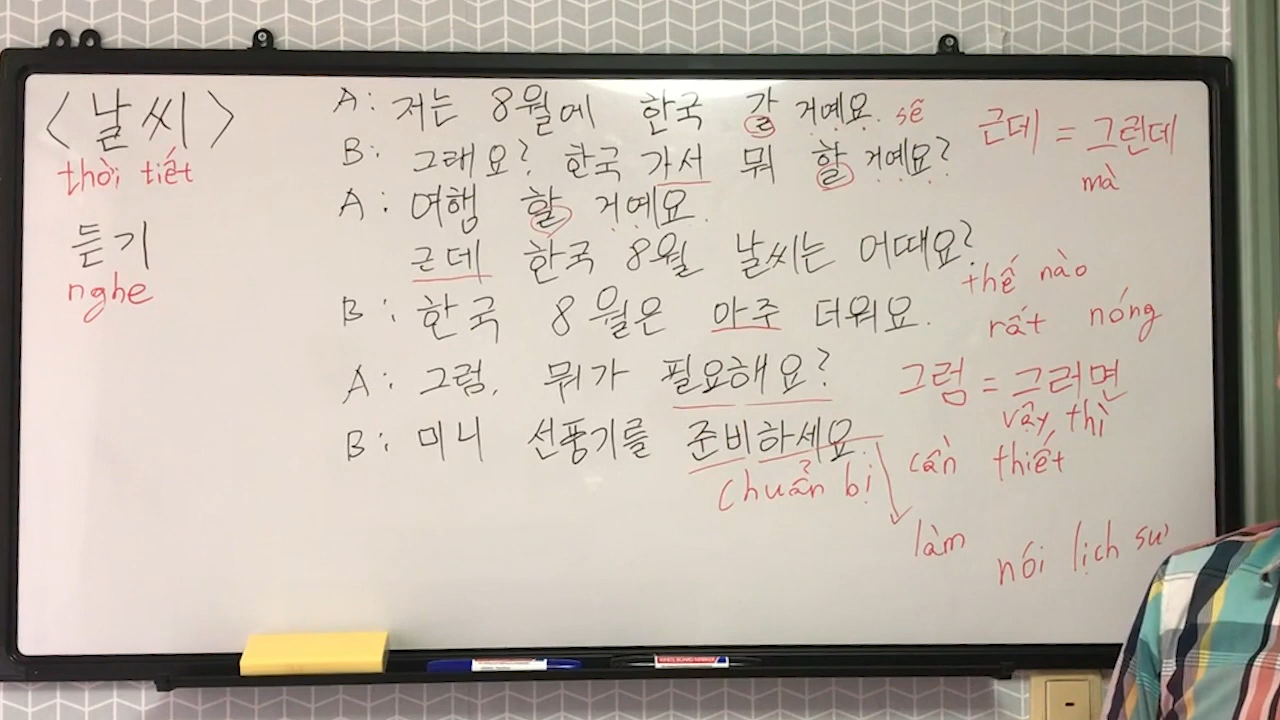 <날씨>
thời tiết
듣기
nghe
A: 저는 8월에 한국 갈 거예요. sẽ
B: 그래요? 한국 가서 뭐 할 거예요?
A: 여행 할 거예요.
근데 한국 8월 날씨는 어때요?
thế nào
B: 한국 8월은 아주 더워요.
rất nóng
A: 그럼, 뭐가 필요해요?
B: 미니 선풍기를 준비하세요.
chuẩn bị
근데 = 그런데
mà
그럼 = 그러면
vậy, thì
cần thiết
làm
nói lịch sự